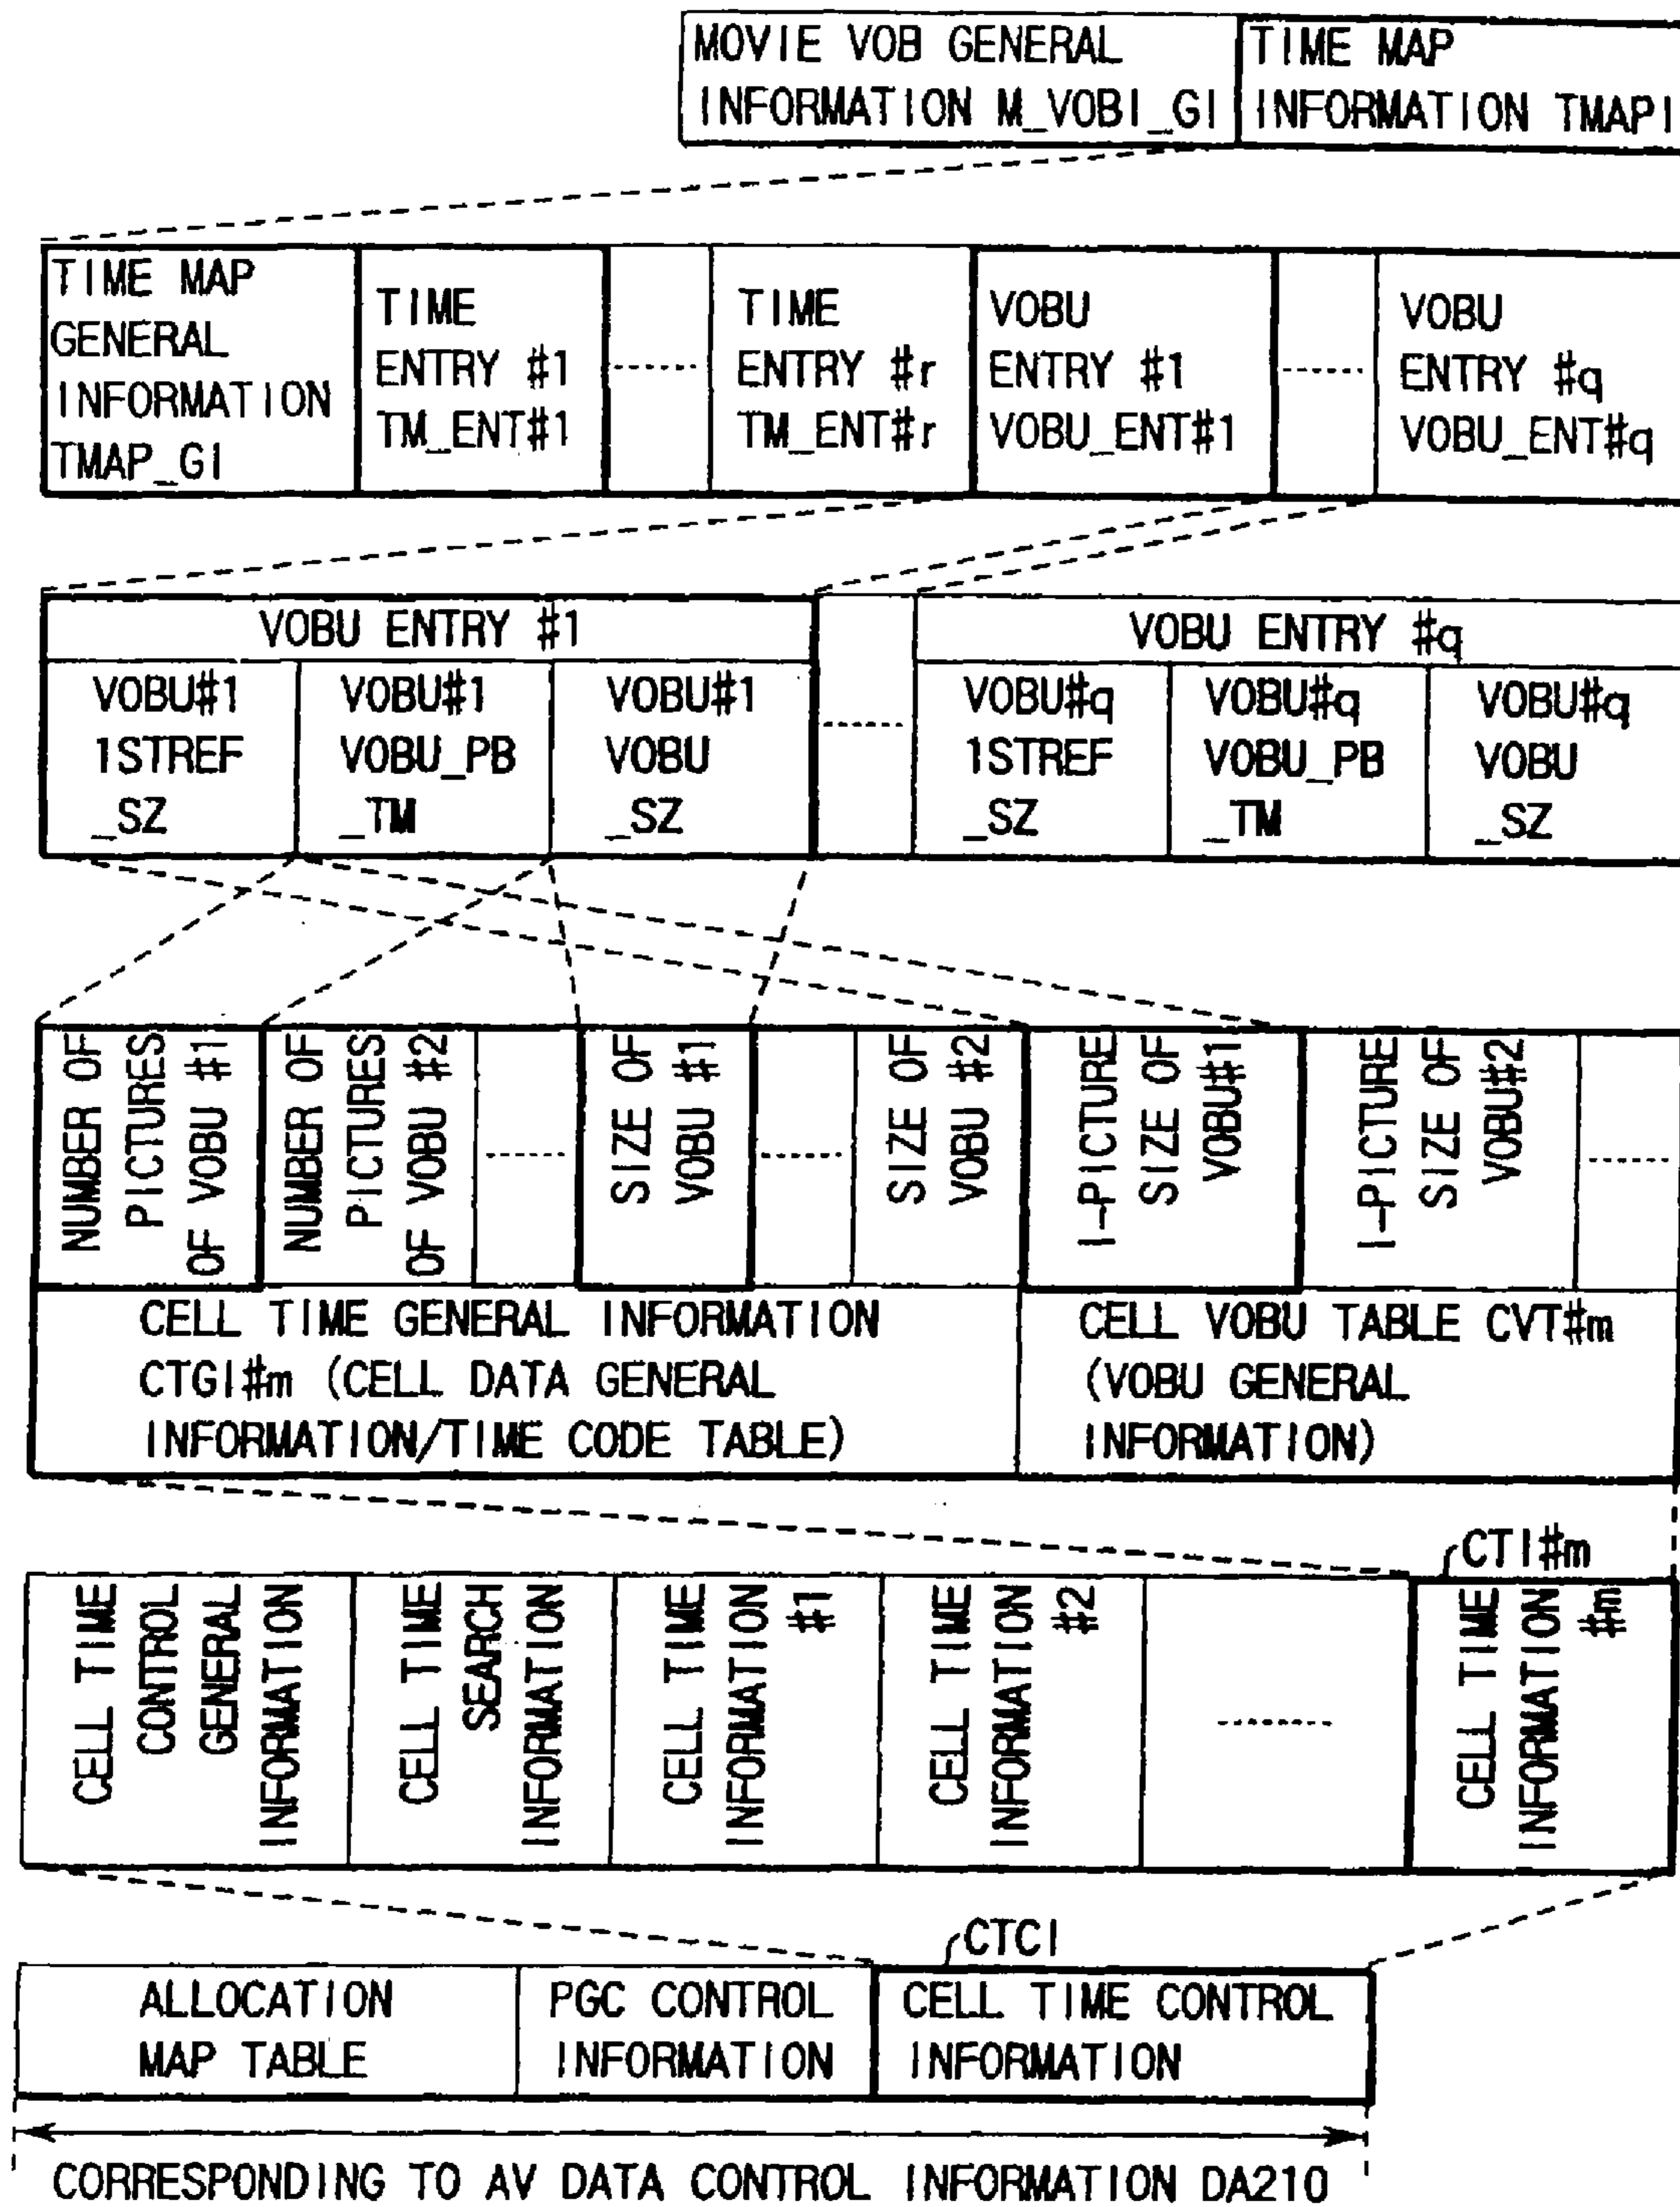 MOVIE VOB GENERAL
INFORMATION M_VOBI_GI
TIME MAP
INFORMATION TMAPI
TIME MAP
GENERAL
INFORMATION
TMAP_GI
TIME
ENTRY #1
TM_ENT#1
TIME
ENTRY #r
TM_ENT#r
VOBU
ENTRY #1
VOBU_ENT#1
VOBU
ENTRY #q
VOBU_ENT#q
VOBU ENTRY #1
VOBU ENTRY #q
VOBU#1
1STREF
_SZ
VOBU#1
VOBU_PB
_TM
VOBU#1
VOBU
_SZ
VOBU#q
1STREF
_SZ
VOBU#q
VOBU_PB
_TM
VOBU#q
VOBU
_SZ
NUMBER OF
PICTURES
OF VOBU #1
NUMBER OF
PICTURES
OF VOBU #2
SIZE OF
VOBU #1
SIZE OF
VOBU #2
I-PICTURE
SIZE OF
VOBU#1
I-PICTURE
SIZE OF
VOBU#2
CELL TIME GENERAL INFORMATION
CTGI#m (CELL DATA GENERAL
INFORMATION/TIME CODE TABLE)
CELL VOBU TABLE CVT#m
(VOBU GENERAL
INFORMATION)
CTI#m
CELL TIME
CONTROL
GENERAL
INFORMATION
CELL TIME
SEARCH
INFORMATION
CELL TIME
INFORMATION
#1
CELL TIME
INFORMATION
#2
CELL TIME
INFORMATION
#m
CTCI
ALLOCATION
MAP TABLE
PGC CONTROL
INFORMATION
CELL TIME CONTROL
INFORMATION
CORRESPONDING TO AV DATA CONTROL INFORMATION DA210